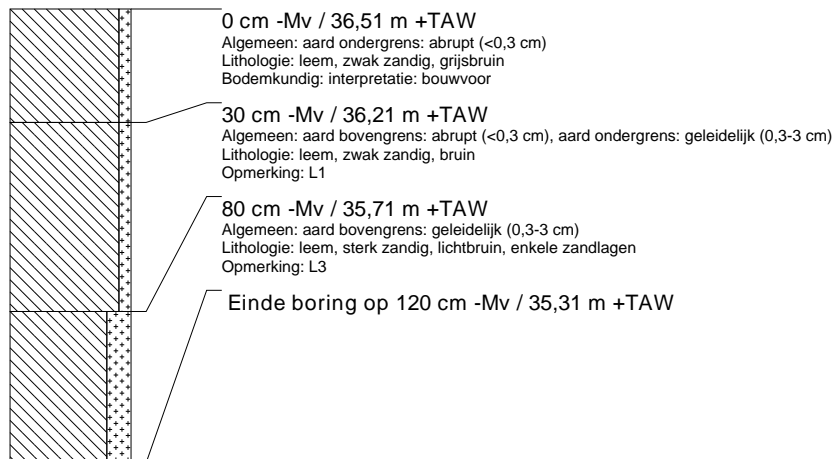 0 cm -Mv / 36,51 m +TAW
Algemeen: aard ondergrens: abrupt (<0,3 cm)
Lithologie: leem, zwak zandig, grijsbruin
Bodemkundig: interpretatie: bouwvoor
30 cm -Mv / 36,21 m +TAW
Algemeen: aard bovengrens: abrupt (<0,3 cm), aard ondergrens: geleidelijk (0,3-3 cm)
Lithologie: leem, zwak zandig, bruin
Opmerking: L1
80 cm -Mv / 35,71 m +TAW
Algemeen: aard bovengrens: geleidelijk (0,3-3 cm)
Lithologie: leem, sterk zandig, lichtbruin, enkele zandlagen
Opmerking: L3
Einde boring op 120 cm -Mv / 35,31 m +TAW